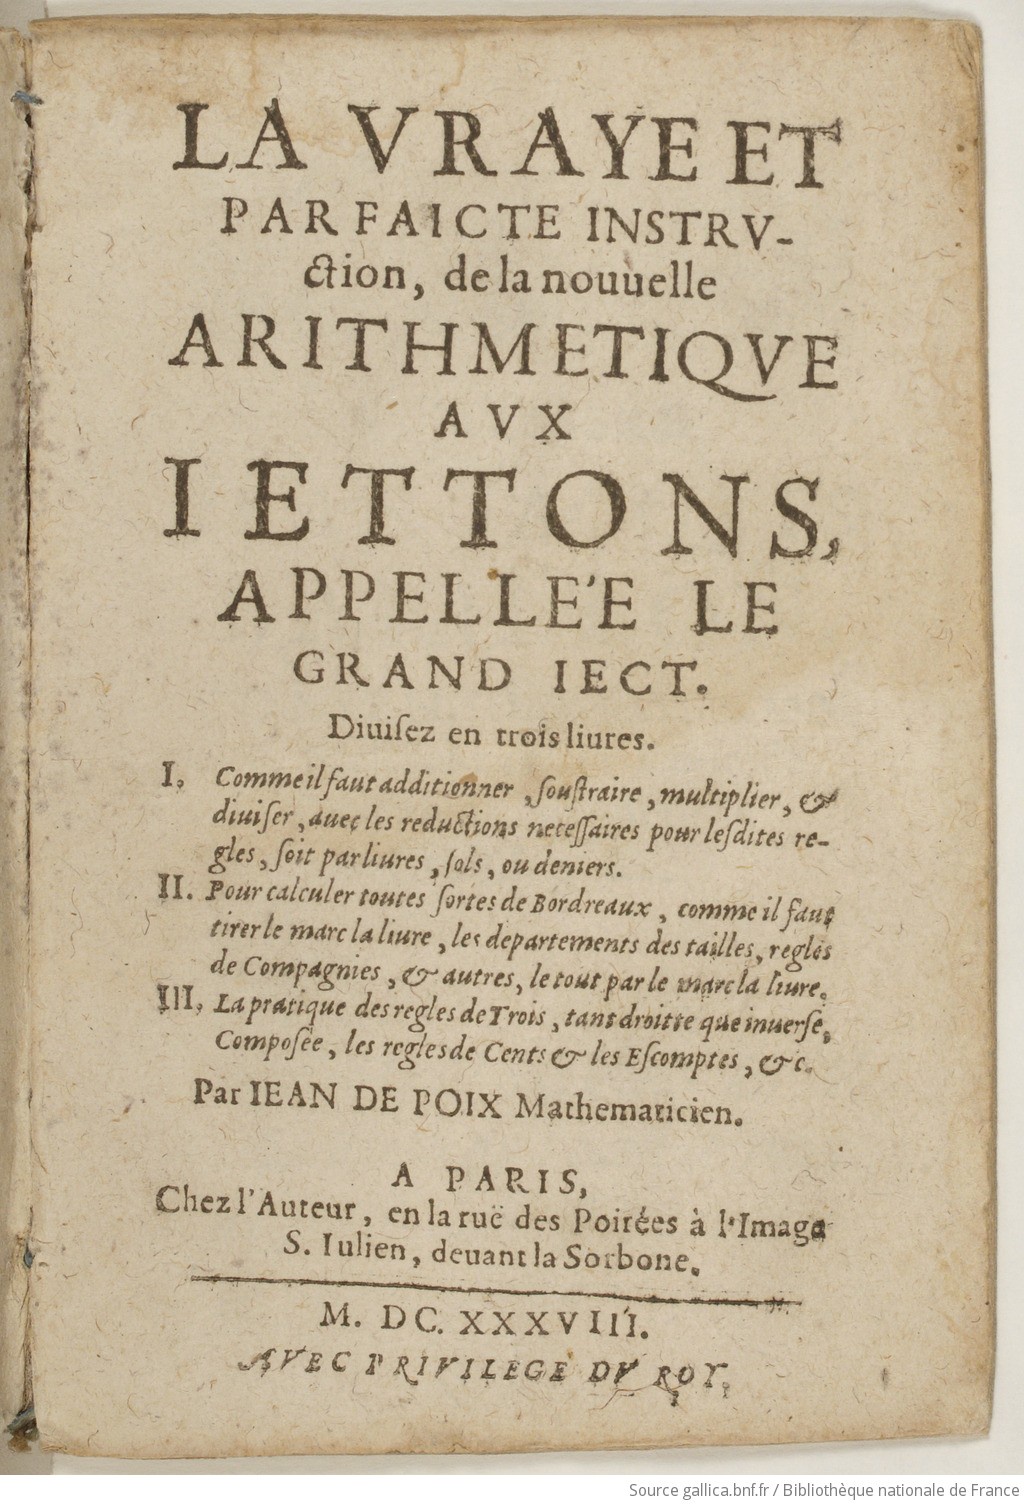 LA VRAYE ET
PARFAICTE INSTRV-
ction, de la nouuelle
ARITHMETIQVE
AVX
IETTONS,
APPELLE'E LE
GRAND IECT.
Diuiſez en trois liures.
I. Comme il faut additionner, ſouſtraire, multiplier, &
diuiſer, auec les reductions neceſſaires pour leſdites re-
gles, ſoit par liures, ſols, ou deniers.
II. Pour calculer toutes ſortes de Bordreaux, comme il faut
tirer le marc la liure, les departements des tailles, regles
de Compagnies, & autres, le tout par le marc la liure.
III. La pratique des regles de Trois, tant droitte que inuerſe,
Compoſée, les regles de Cents & les Eſcomptes, &c.
Par IEAN DE POIX Mathematicien.
A PARIS,
Chez l'Auteur, en la ruë des Poirées à l'Image
S. Iulien, deuant la Sorbone.
M. DC. XXXVIII.
AVEC PRIVILEGE DV ROY.
Source gallica.bnf.fr / Bibliothèque nationale de France